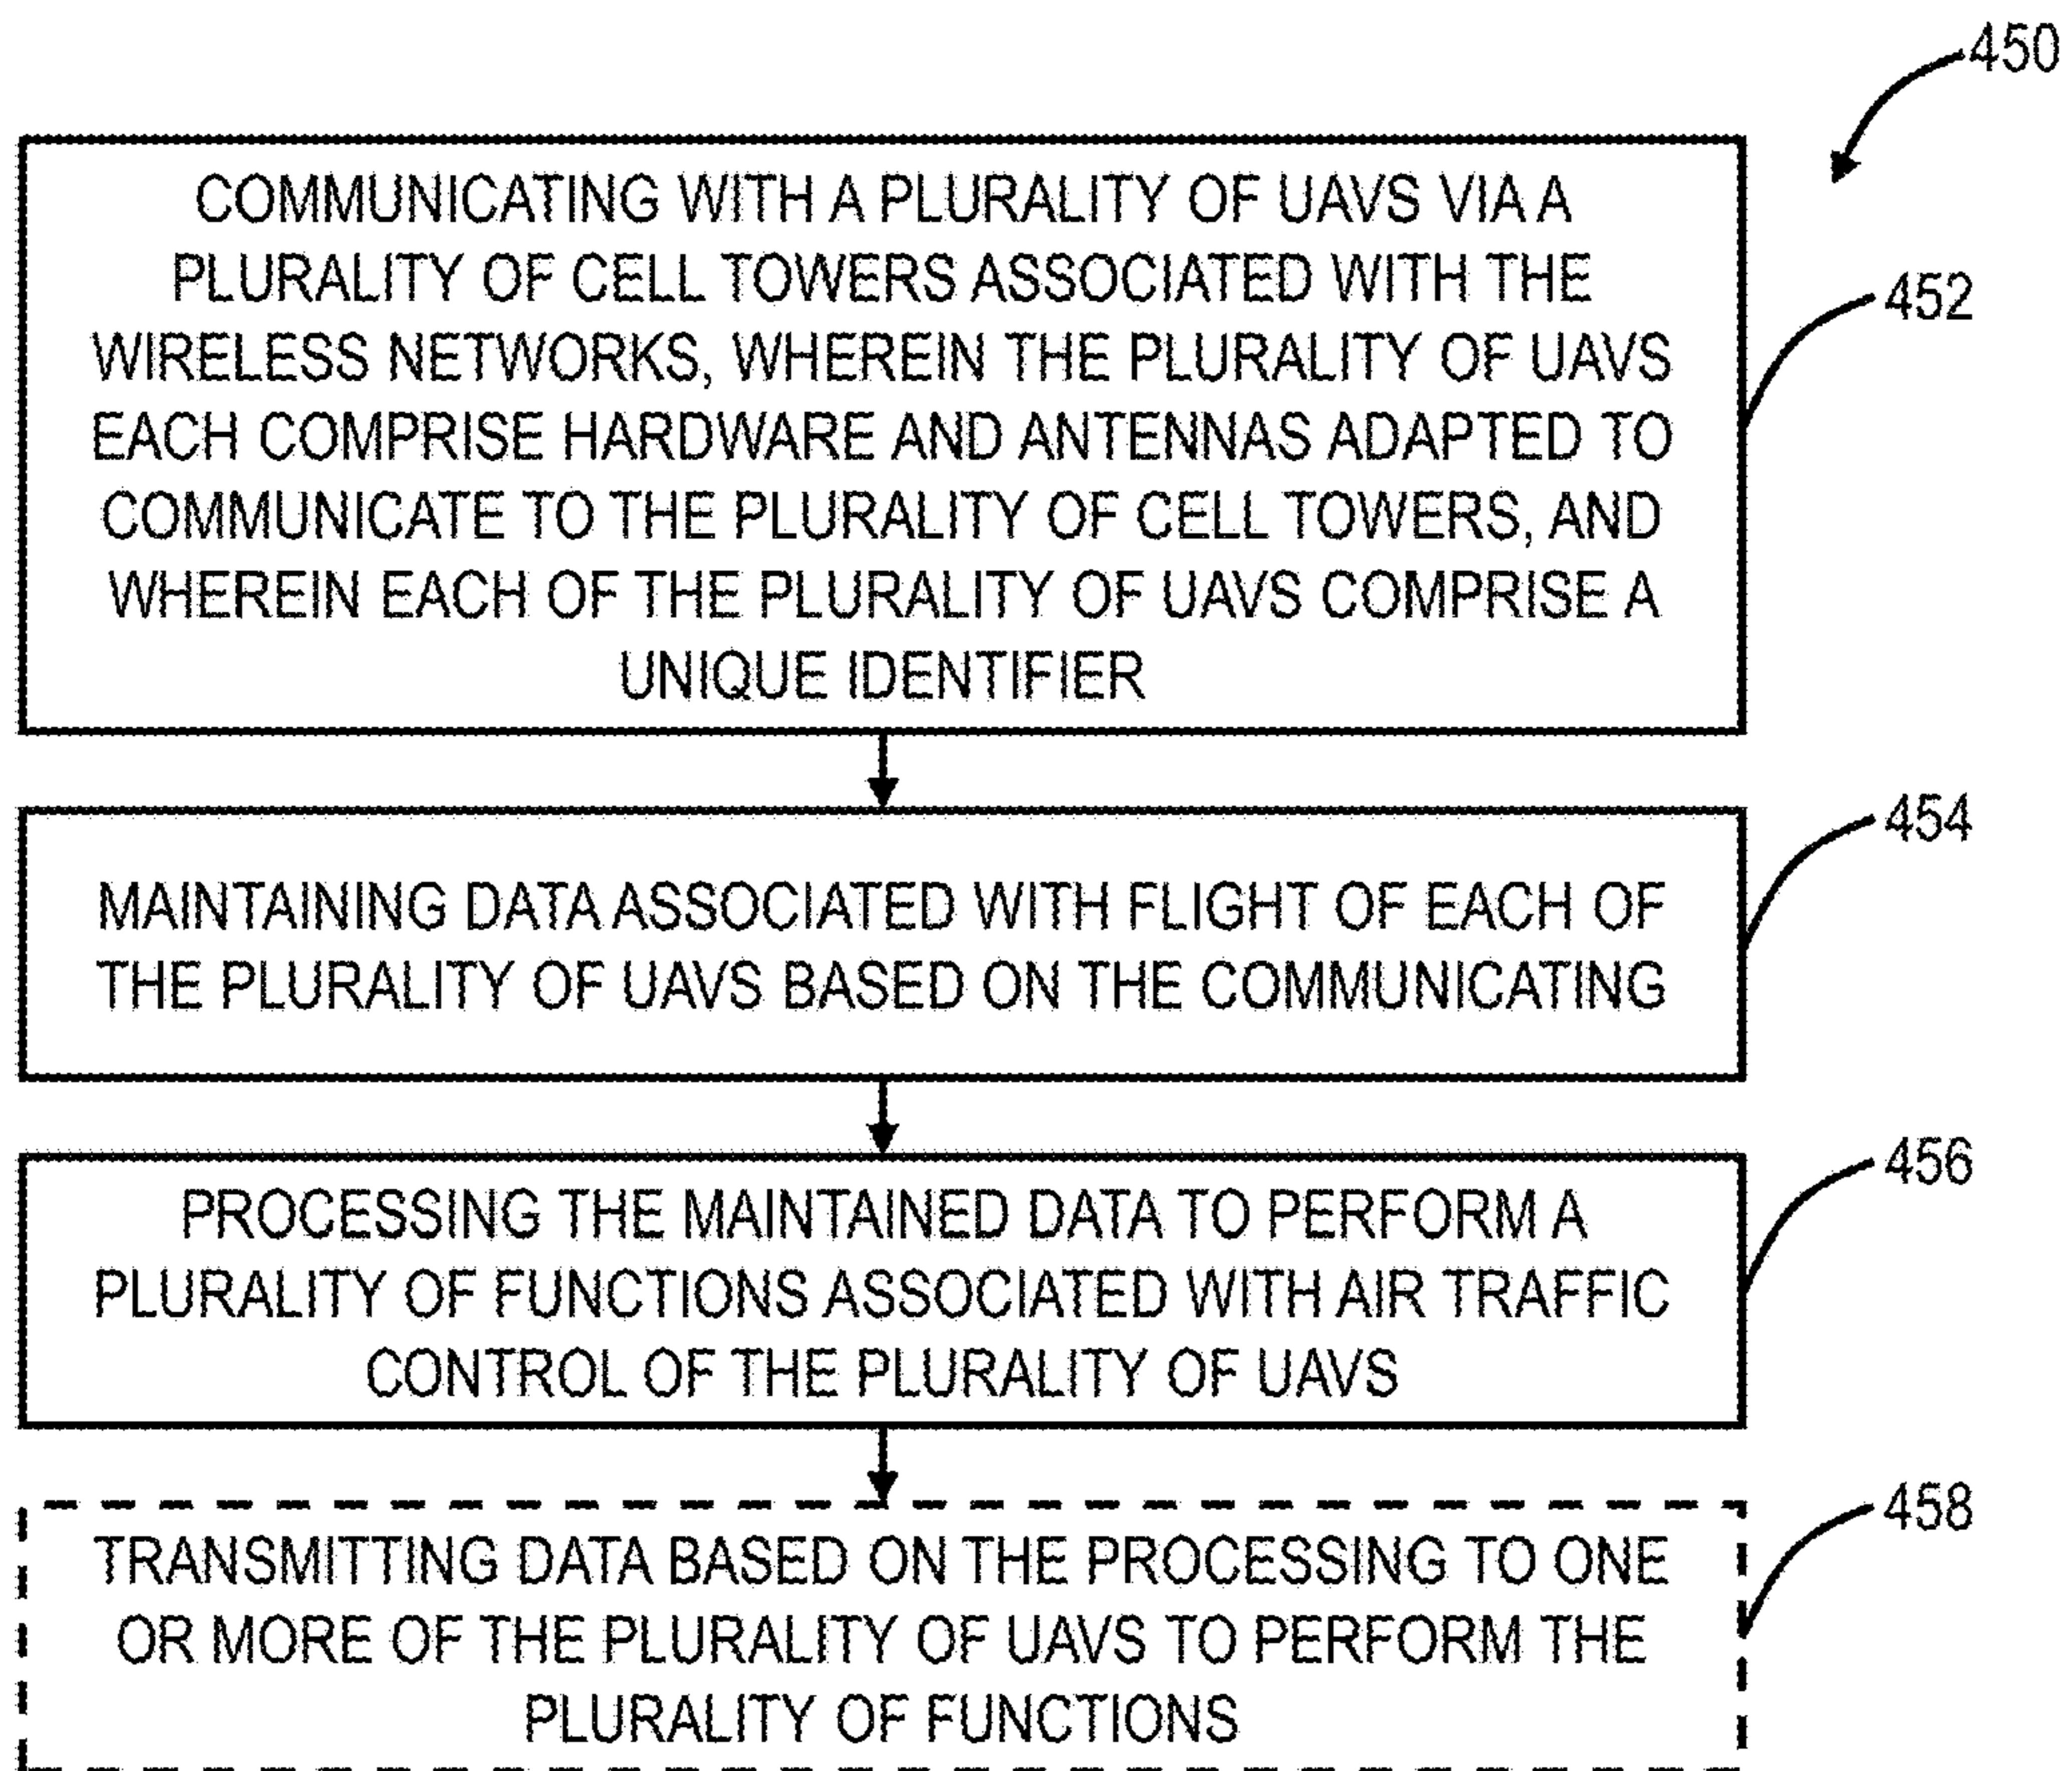 450
COMMUNICATING WITH A PLURALITY OF UAVS VIA A
PLURALITY OF CELL TOWERS ASSOCIATED WITH THE
WIRELESS NETWORKS, WHEREIN THE PLURALITY OF UAVS
EACH COMPRISE HARDWARE AND ANTENNAS ADAPTED TO
COMMUNICATE TO THE PLURALITY OF CELL TOWERS, AND
WHEREIN EACH OF THE PLURALITY OF UAVS COMPRISE A
UNIQUE IDENTIFIER
452
MAINTAINING DATA ASSOCIATED WITH FLIGHT OF EACH OF
THE PLURALITY OF UAVS BASED ON THE COMMUNICATING
454
PROCESSING THE MAINTAINED DATA TO PERFORM A
PLURALITY OF FUNCTIONS ASSOCIATED WITH AIR TRAFFIC
CONTROL OF THE PLURALITY OF UAVS
456
TRANSMITTING DATA BASED ON THE PROCESSING TO ONE
OR MORE OF THE PLURALITY OF UAVS TO PERFORM THE
PLURALITY OF FUNCTIONS
458